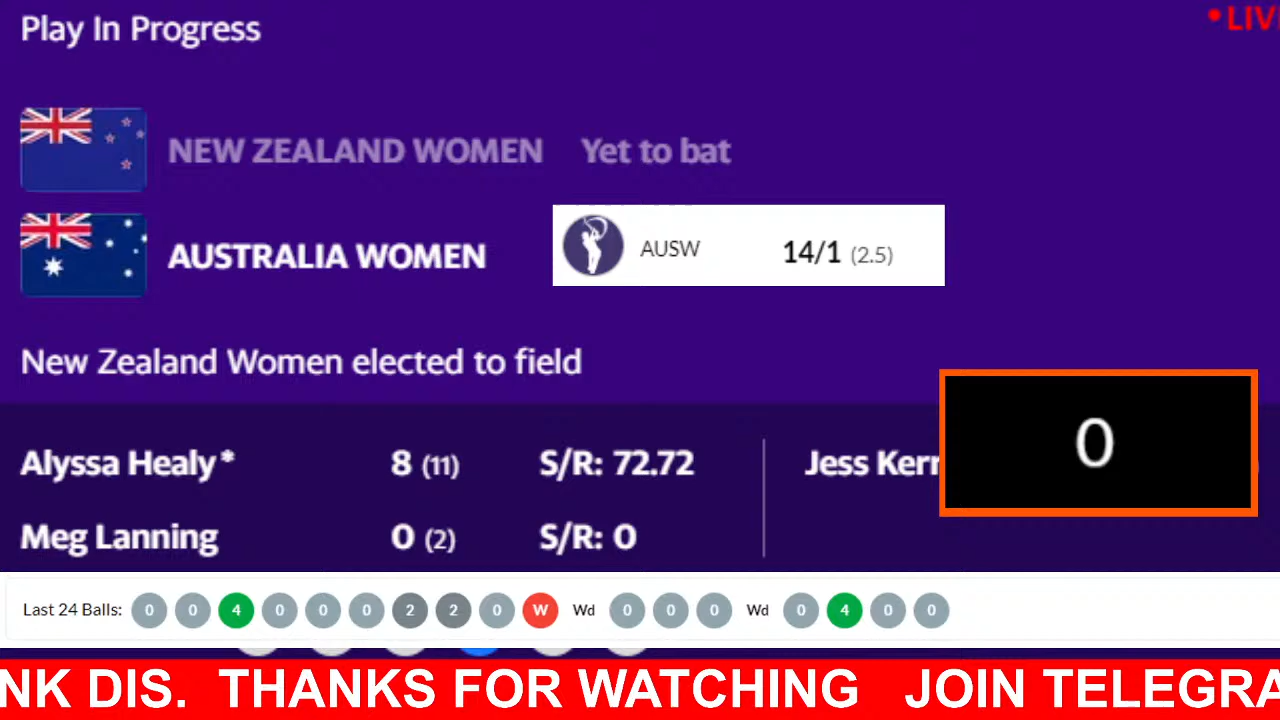 Play In Progress
LIV
NEW ZEALAND WOMEN Yet to bat
AUSTRALIA WOMEN
AUSW 14/1 (2.5)
New Zealand Women elected to field
Alyssa Healy* 8 (11) S/R: 72.72 Jess Kerr
0
Meg Lanning 0 (2) S/R: 0
Last 24 Balls: 0 0 4 0 0 0 2 2 0 W Wd 0 0 0 Wd 0 4 0 0
NK DIS. THANKS FOR WATCHING JOIN TELEGRA